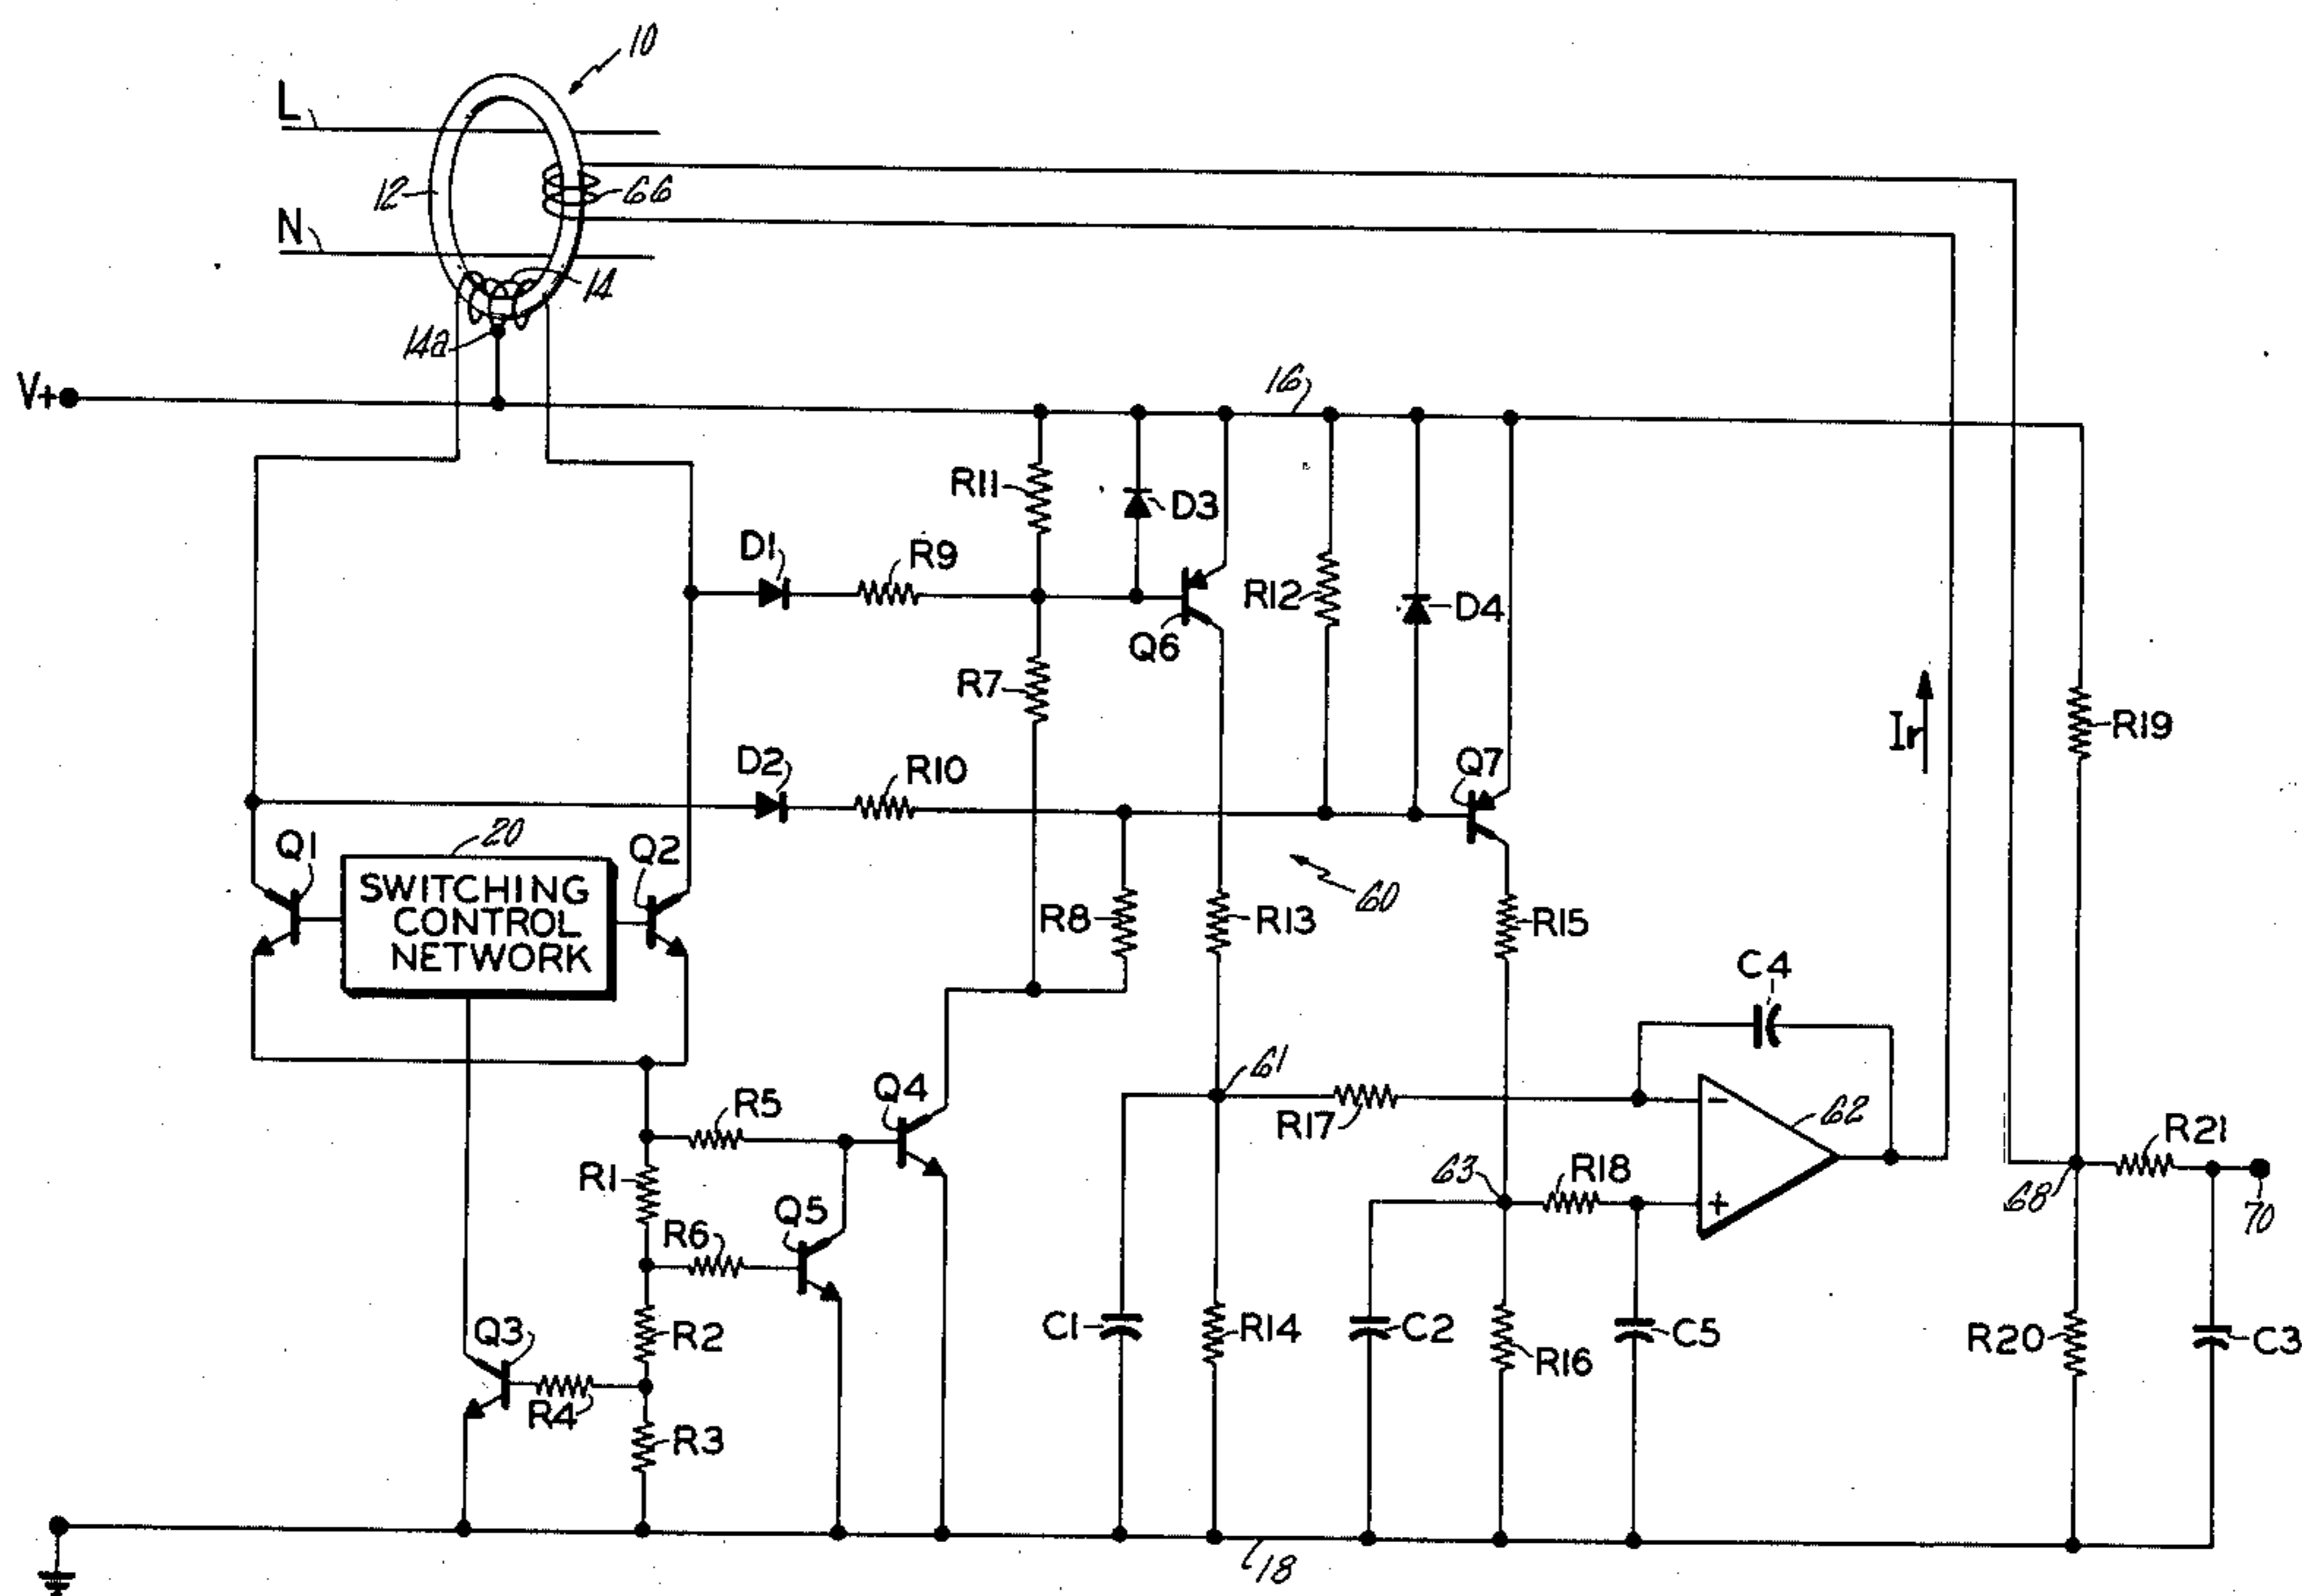 10
L
12
66
N
14
14a
V+
16
R11
D3
D1
R9
R12
D4
Q6
R7
Ir
R19
D2
R10
Q7
Q1
20
Q2
SWITCHING
CONTROL
NETWORK
60
R8
R13
R15
C4
61
R5
Q4
R17
62
R21
R1
63
R18
68
70
Q5
R6
C1
R14
C2
C5
R20
C3
Q3
R2
R16
R4
R3
18